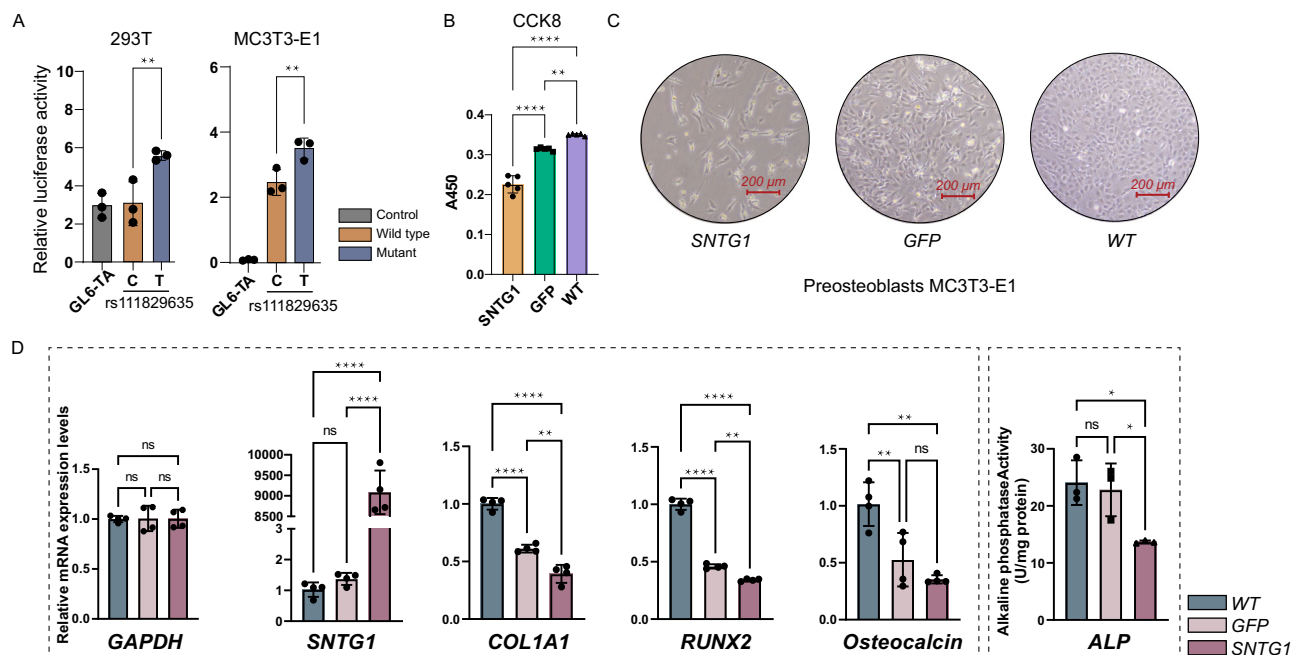 A
293T
MC3T3-E1
Relative luciferase activity
10
8
6
4
2
0
**
GL6-TA
C
T
rs111829635
6
4
2
0
**
GL6-TA
C
T
rs111829635
Control
Wild type
Mutant
B
CCK8
****
**
****
A450
0.4
0.3
0.2
0.1
0.0
SNTG1
GFP
WT
C
200 μm
200 μm
200 μm
SNTG1
GFP
WT
Preosteoblasts MC3T3-E1
D
Relative mRNA expression levels
1.5
1.0
0.5
0.0
ns
ns
ns
GAPDH
10000
9500
9000
8500
3
2
1
0
****
****
ns
SNTG1
1.5
1.0
0.5
0.0
****
**
****
COL1A1
1.5
1.0
0.5
0.0
****
**
****
RUNX2
1.5
1.0
0.5
0.0
**
**
ns
Osteocalcin
Alkaline phosphataseActivity
(U/mg protein)
30
20
10
0
*
ns
*
ALP
WT
GFP
SNTG1